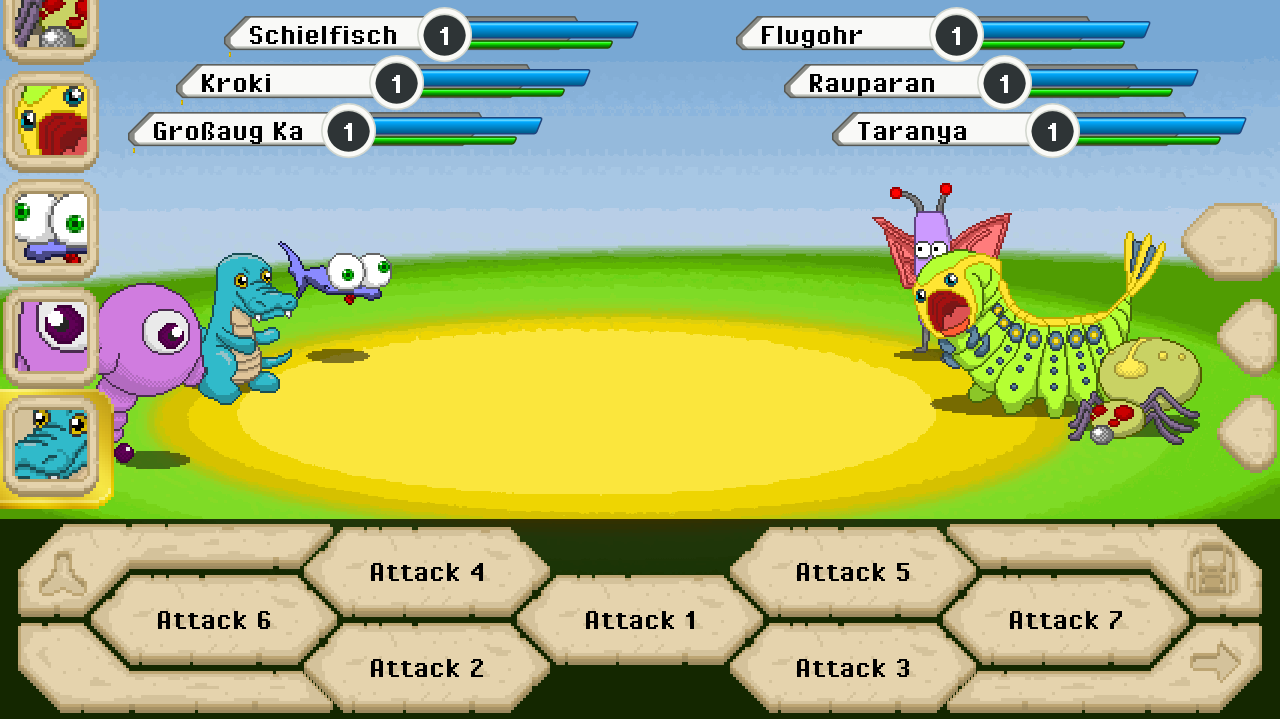 Schielfisch 1
Flugohr 1
Kroki 1
Rauparan 1
Großaug Ka 1
Taranya 1
Attack 4
Attack 5
Attack 6
Attack 1
Attack 7
Attack 2
Attack 3